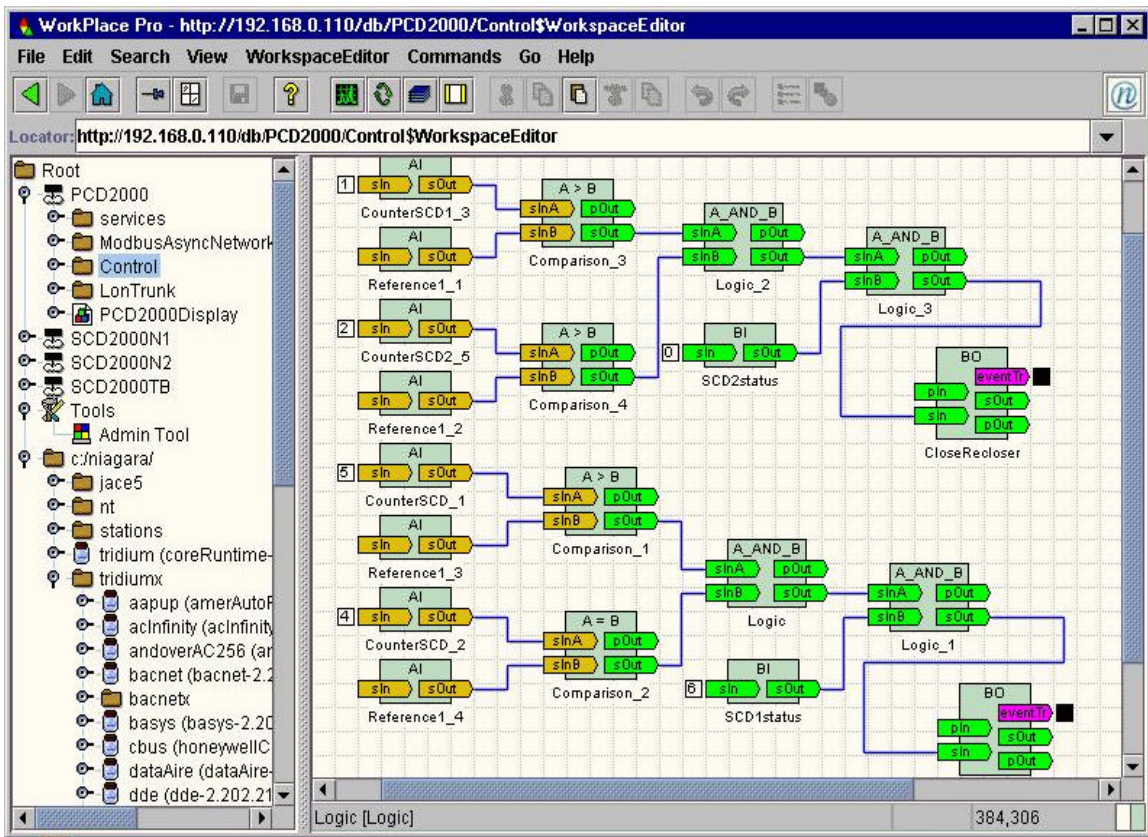 WorkPlace Pro - http://192.168.0.110/db/PCD2000/Control$WorkspaceEditor
File Edit Search View WorkspaceEditor Commands Go Help
Locator: http://192.168.0.110/db/PCD2000/Control$WorkspaceEditor
Root
PCD2000
services
ModbusAsyncNetwork
Control
LonTrunk
PCD2000Display
SCD2000N1
SCD2000N2
SCD2000TB
Tools
Admin Tool
c:/niagara/
jace5
nt
stations
tridium (coreRuntime-
tridiumx
aapup (amerAutoP
acInfinity (acInfinity
andoverAC256 (an
bacnet (bacnet-2.2
bacnetx
basys (basys-2.20
cbus (honeywellC
dataAire (dataAire-
dde (dde-2.202.21
AI
1 sIn sOut
CounterSCD1_3
AI
sIn sOut
Reference1_1
A > B
sInA pOut
sInB sOut
Comparison_3
A_AND_B
sInA pOut
sInB sOut
Logic_2
A_AND_B
sInA pOut
sInB sOut
Logic_3
AI
2 sIn sOut
CounterSCD2_5
AI
sIn sOut
Reference1_2
A > B
sInA pOut
sInB sOut
Comparison_4
BI
0 sIn sOut
SCD2status
BO
eventTr
pIn sOut
sIn pOut
CloseRecloser
AI
5 sIn sOut
CounterSCD_1
AI
sIn sOut
Reference1_3
A > B
sInA pOut
sInB sOut
Comparison_1
A_AND_B
sInA pOut
sInB sOut
Logic
A_AND_B
sInA pOut
sInB sOut
Logic_1
AI
4 sIn sOut
CounterSCD_2
AI
sIn sOut
Reference1_4
A = B
sInA pOut
sInB sOut
Comparison_2
BI
6 sIn sOut
SCD1status
BO
eventTr
pIn sOut
sIn pOut
Logic [Logic]
384,306